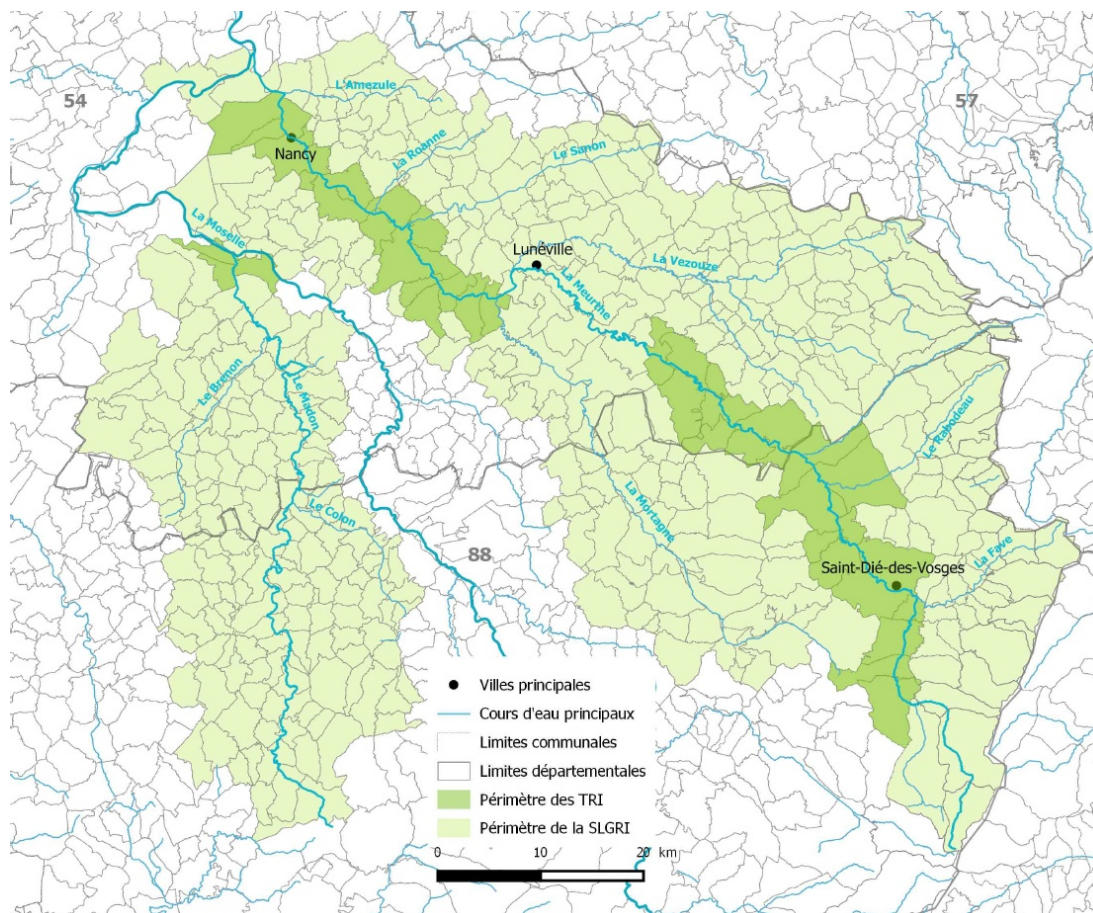 54
L'Amezule
57
Nancy
La Roanne
Le Sanon
La Moselle
Lunéville
La Vezouze
La Meurthe
Le Brenon
Le Madon
Le Rabodeau
Le Colon
La Mortagne
88
La Fave
Saint-Dié-des-Vosges
Villes principales
Cours d'eau principaux
Limites communales
Limites départementales
Périmètre des TRI
Périmètre de la SLGRI
0 10 20 km